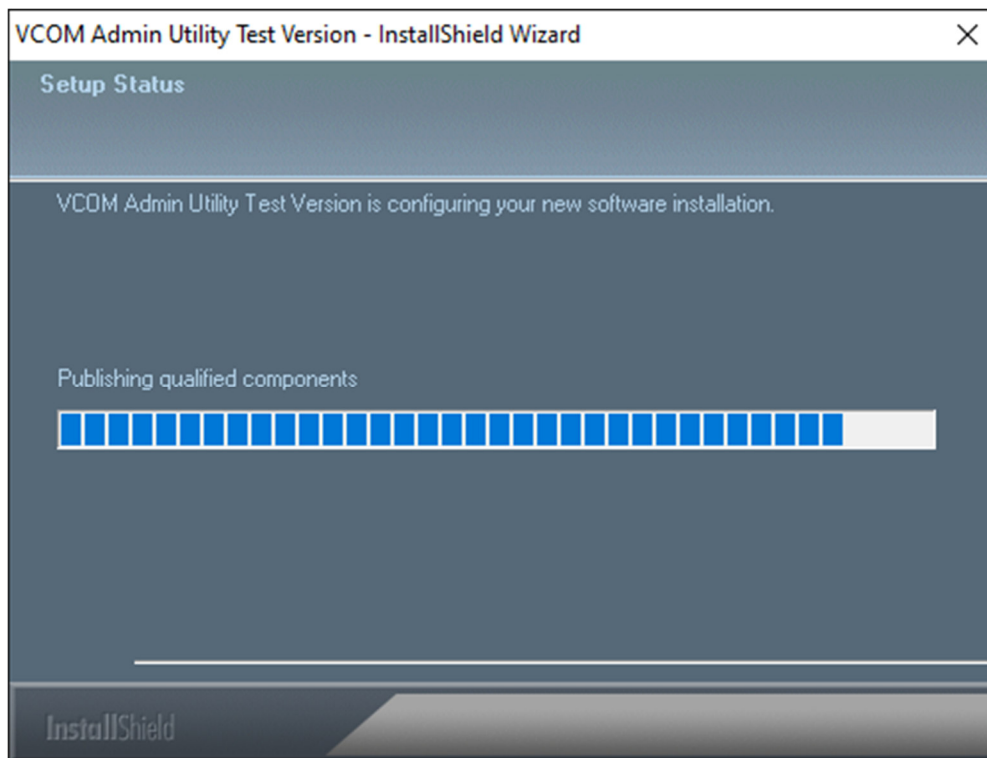 VCOM Admin Utility Test Version - InstallShield Wizard
Setup Status
VCOM Admin Utility Test Version is configuring your new software installation.
Publishing qualified components
InstallShield